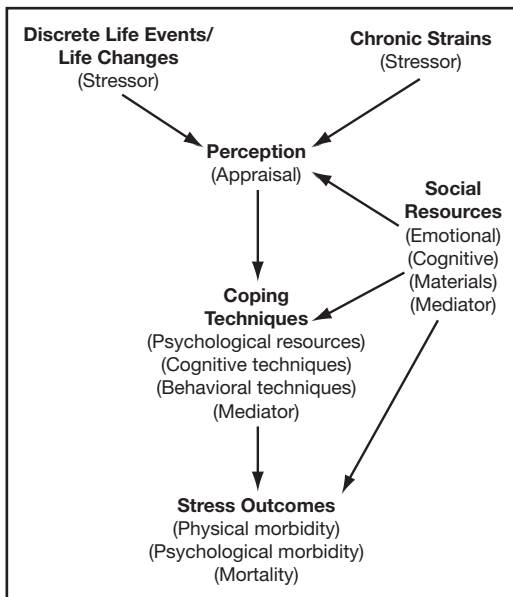 Discrete Life Events/
Life Changes
(Stressor)
Chronic Strains
(Stressor)
Perception
(Appraisal)
Social
Resources
(Emotional)
(Cognitive)
(Materials)
(Mediator)
Coping
Techniques
(Psychological resources)
(Cognitive techniques)
(Behavioral techniques)
(Mediator)
Stress Outcomes
(Physical morbidity)
(Psychological morbidity)
(Mortality)